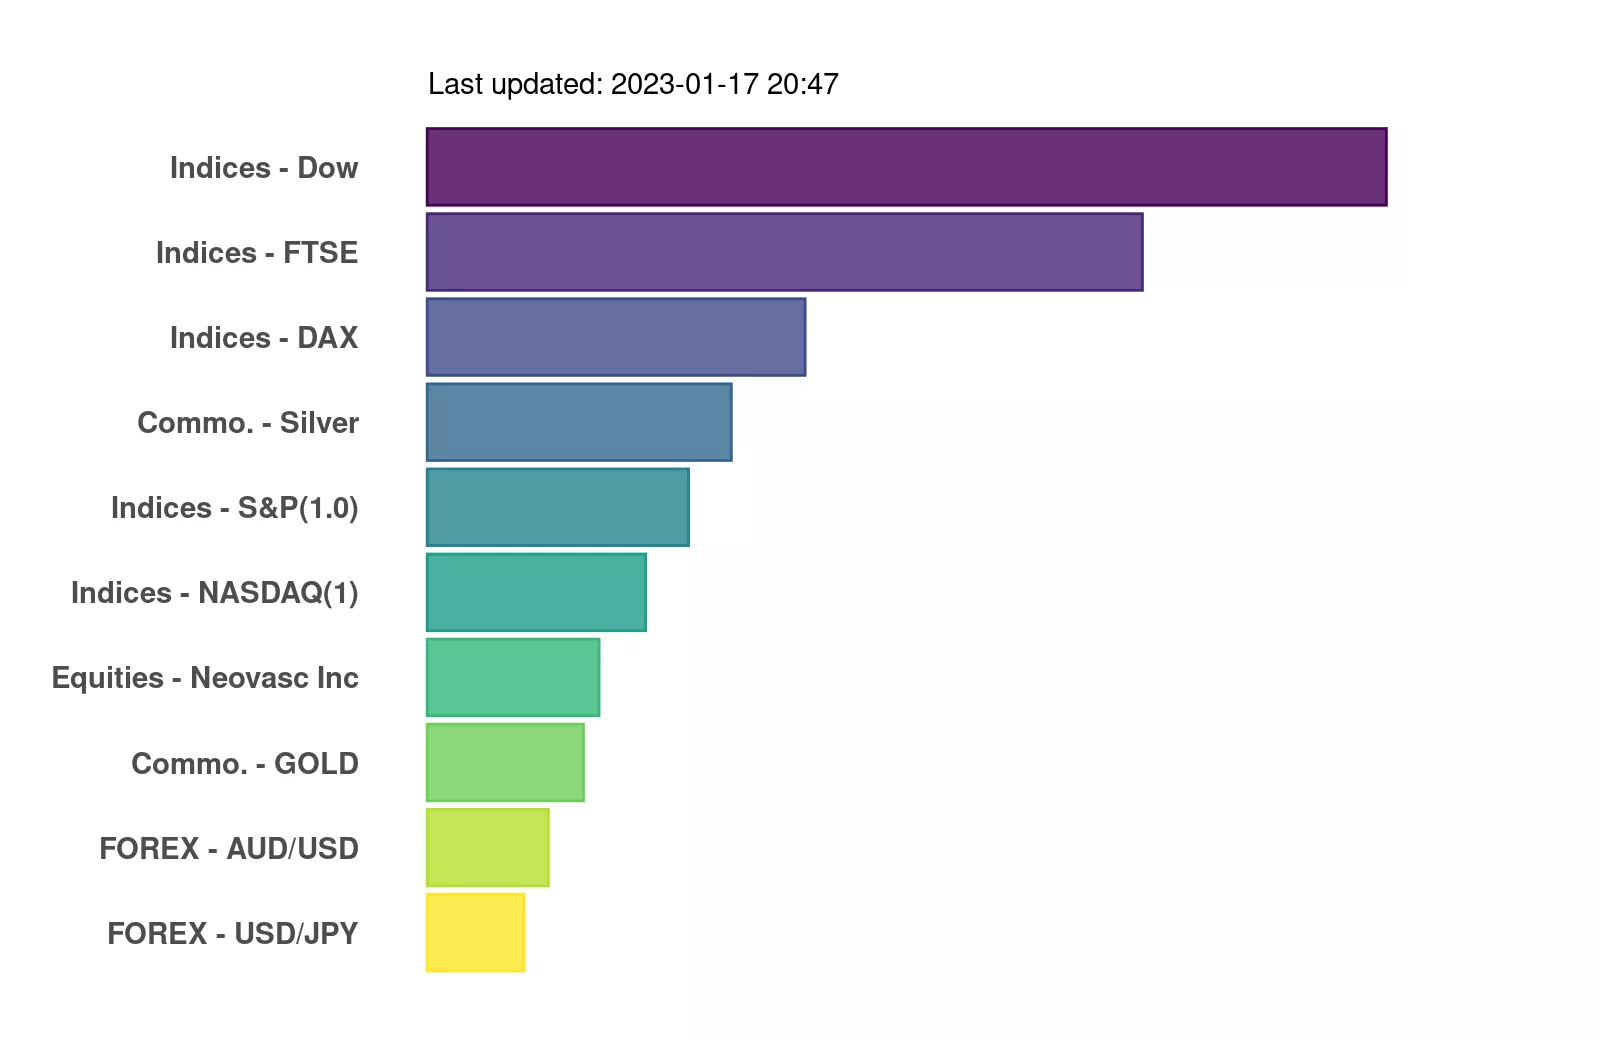 Last updated: 2023-01-17 20:47
Indices - Dow
Indices - FTSE
Indices - DAX
Commo. - Silver
Indices - S&P(1.0)
Indices - NASDAQ(1)
Equities - Neovasc Inc
Commo. - GOLD
FOREX - AUD/USD
FOREX - USD/JPY